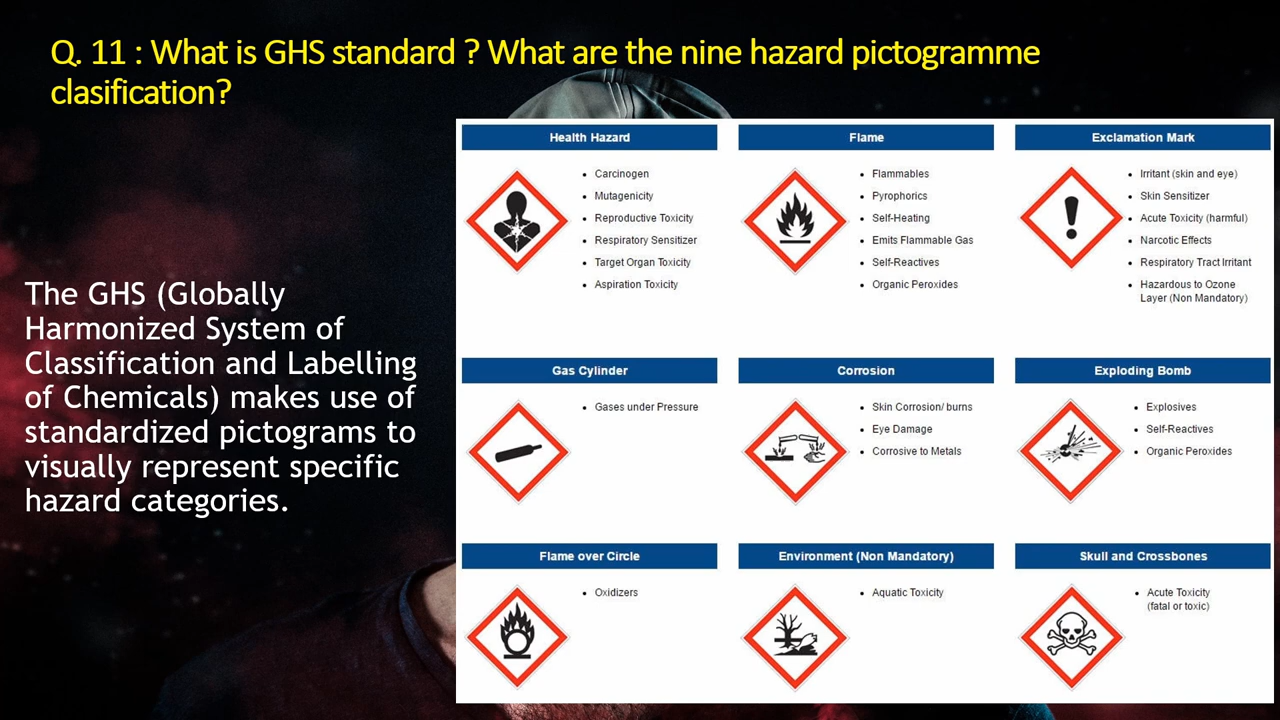 Q. 11 : What is GHS standard ? What are the nine hazard pictogramme
clasification?
The GHS (Globally
Harmonized System of
Classification and Labelling
of Chemicals) makes use of
standardized pictograms to
visually represent specific
hazard categories.
Health Hazard
• Carcinogen
• Mutagenicity
• Reproductive Toxicity
• Respiratory Sensitizer
• Target Organ Toxicity
• Aspiration Toxicity
Flame
• Flammables
• Pyrophorics
• Self-Heating
• Emits Flammable Gas
• Self-Reactives
• Organic Peroxides
Exclamation Mark
• Irritant (skin and eye)
• Skin Sensitizer
• Acute Toxicity (harmful)
• Narcotic Effects
• Respiratory Tract Irritant
• Hazardous to Ozone
Layer (Non Mandatory)
Gas Cylinder
• Gases under Pressure
Corrosion
• Skin Corrosion/ burns
• Eye Damage
• Corrosive to Metals
Exploding Bomb
• Explosives
• Self-Reactives
• Organic Peroxides
Flame over Circle
• Oxidizers
Environment (Non Mandatory)
• Aquatic Toxicity
Skull and Crossbones
• Acute Toxicity
(fatal or toxic)